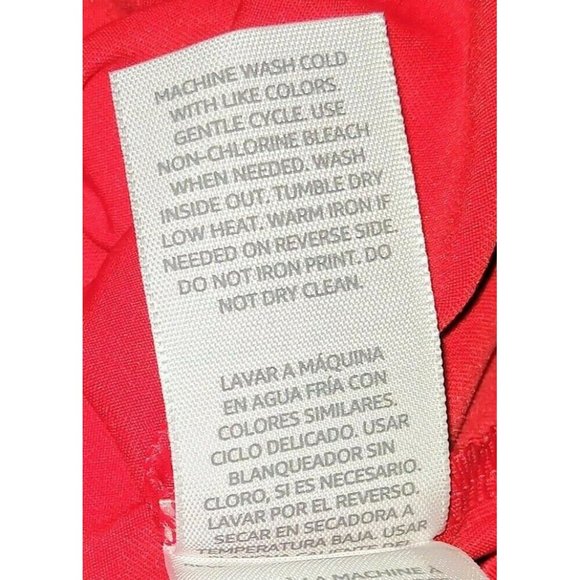 MACHINE WASH COLD
WITH LIKE COLORS.
GENTLE CYCLE. USE
NON-CHLORINE BLEACH
WHEN NEEDED. WASH
INSIDE OUT. TUMBLE DRY
LOW HEAT. WARM IRON IF
NEEDED ON REVERSE SIDE.
DO NOT IRON PRINT. DO
NOT DRY CLEAN.
LAVAR A MÁQUINA
EN AGUA FRÍA CON
COLORES SIMILARES.
CICLO DELICADO. USAR
BLANQUEADOR SIN
CLORO, SI ES NECESARIO.
LAVAR POR EL REVERSO.
SECAR EN SECADORA A
TEMPERATURA BAJA. USAR
LA MACHINE À